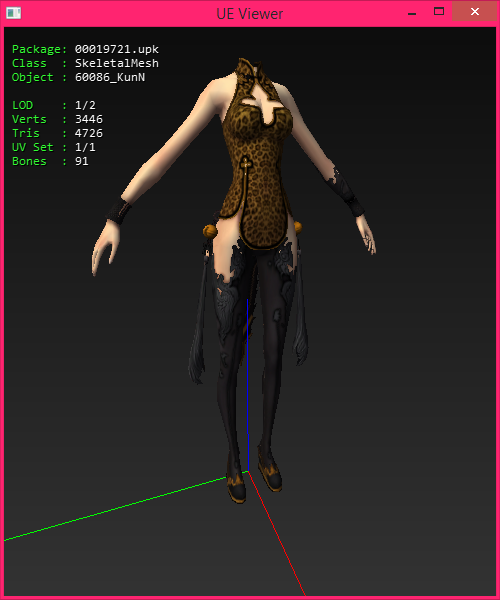 UE Viewer
Package: 00019721.upk
Class  : SkeletalMesh
Object : 60086_KunN
LOD    : 1/2
Verts  : 3446
Tris   : 4726
UV Set : 1/1
Bones  : 91